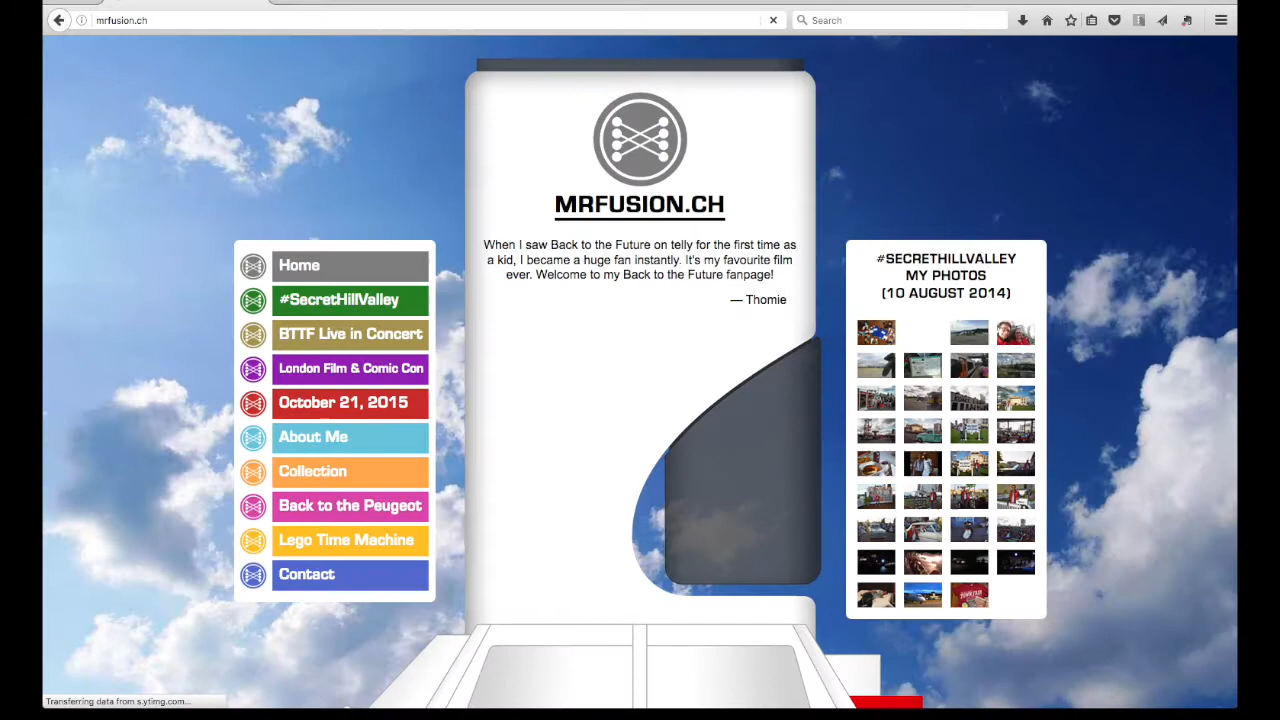 mrfusion.ch
Search
MRFUSION.CH
When I saw Back to the Future on telly for the first time as
a kid, I became a huge fan instantly. It's my favourite film
ever. Welcome to my Back to the Future fanpage!
— Thomie
Home
#SecretHillValley
BTTF Live in Concert
London Film & Comic Con
October 21, 2015
About Me
Collection
Back to the Peugeot
Lego Time Machine
Contact
#SECRETHILLVALLEY
MY PHOTOS
(10 AUGUST 2014)
Transferring data from s.ytimg.com...